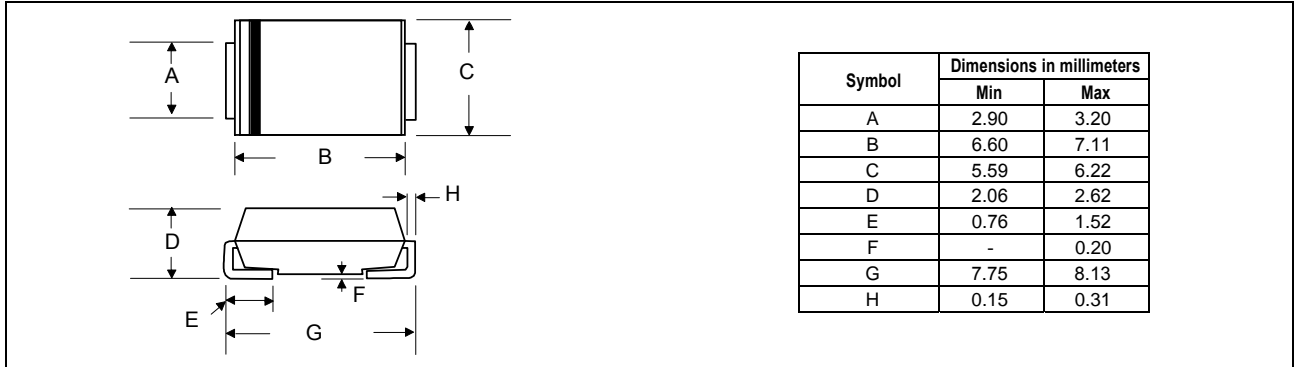 A
C
B
H
D
F
E
G
Symbol Dimensions in millimeters
Min Max
A 2.90 3.20
B 6.60 7.11
C 5.59 6.22
D 2.06 2.62
E 0.76 1.52
F - 0.20
G 7.75 8.13
H 0.15 0.31